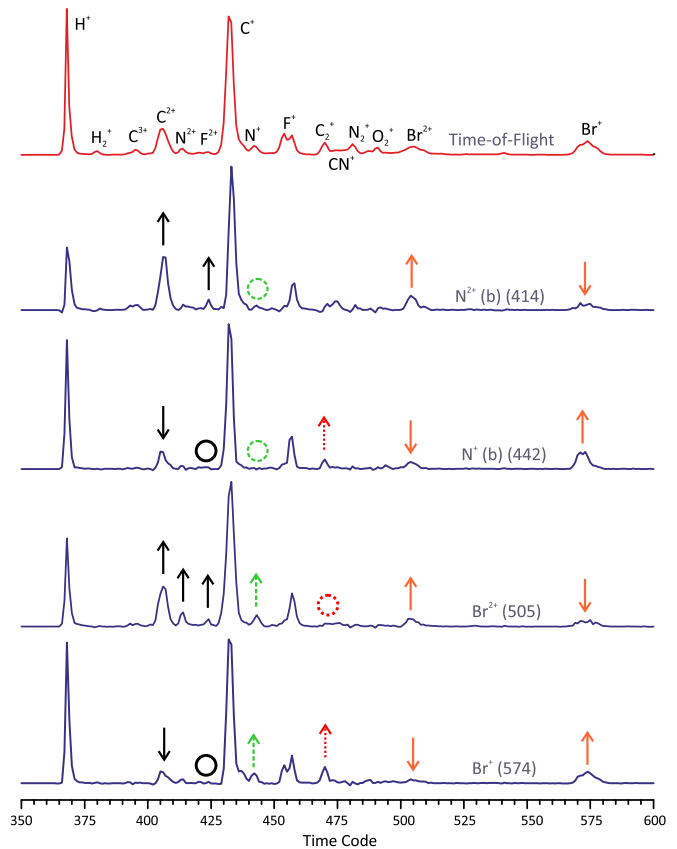 H⁺
C⁺
C²⁺
F⁺
H₂⁺ C³⁺ N²⁺ F²⁺ N⁺ C₂⁺ N₂⁺ O₂⁺ Br²⁺ Time-of-Flight Br⁺
CN⁺
N²⁺ (b) (414)
N⁺ (b) (442)
Br²⁺ (505)
Br⁺ (574)
350 375 400 425 450 475 500 525 550 575 600
Time Code